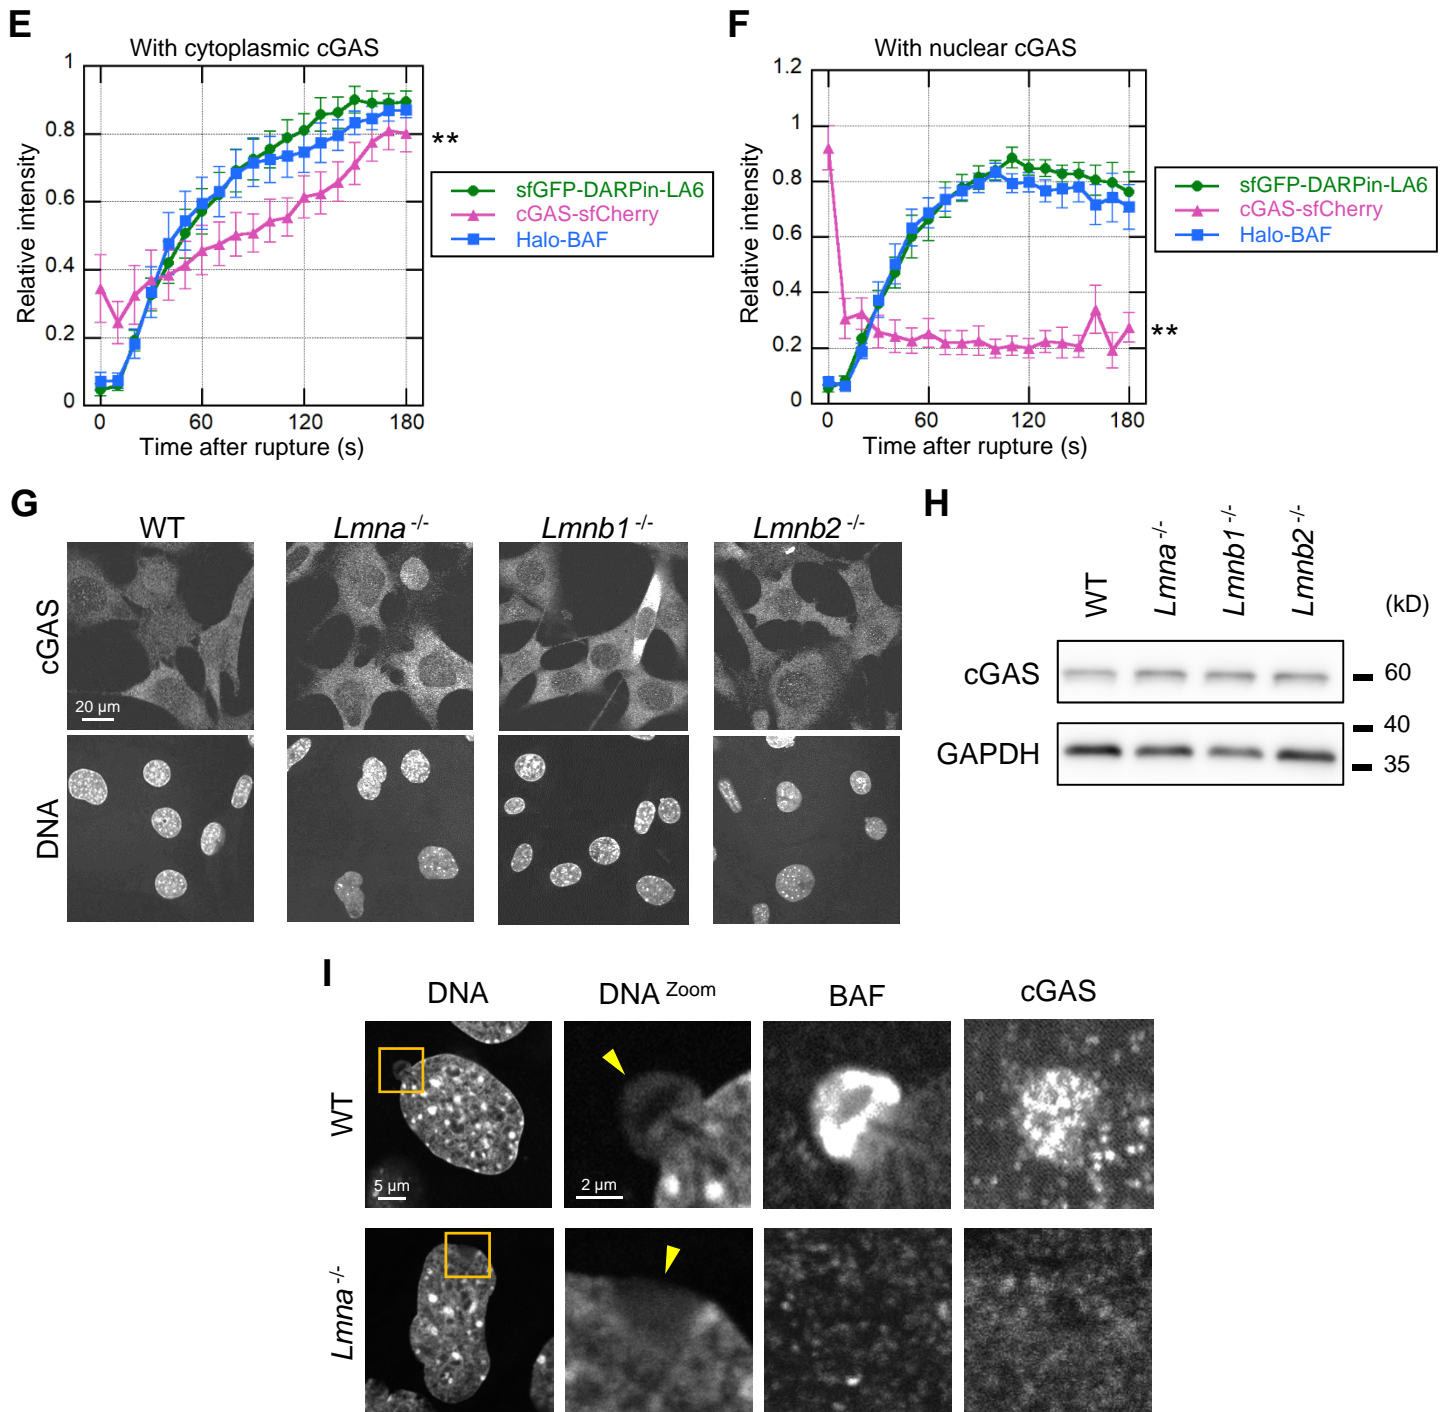 E
With cytoplasmic cGAS
1
0.8
0.6
0.4
0.2
0
Relative intensity
0 60 120 180
Time after rupture (s)
**
sfGFP-DARPin-LA6
cGAS-sfCherry
Halo-BAF
F
With nuclear cGAS
1.2
1
0.8
0.6
0.4
0.2
0
Relative intensity
0 60 120 180
Time after rupture (s)
**
sfGFP-DARPin-LA6
cGAS-sfCherry
Halo-BAF
G
WT Lmna -/- Lmnb1 -/- Lmnb2 -/-
cGAS
20 µm
DNA
H
WT Lmna -/- Lmnb1 -/- Lmnb2 -/- (kD)
cGAS 60
40
GAPDH 35
I
DNA DNA Zoom BAF cGAS
WT
5 µm 2 µm
Lmna -/-